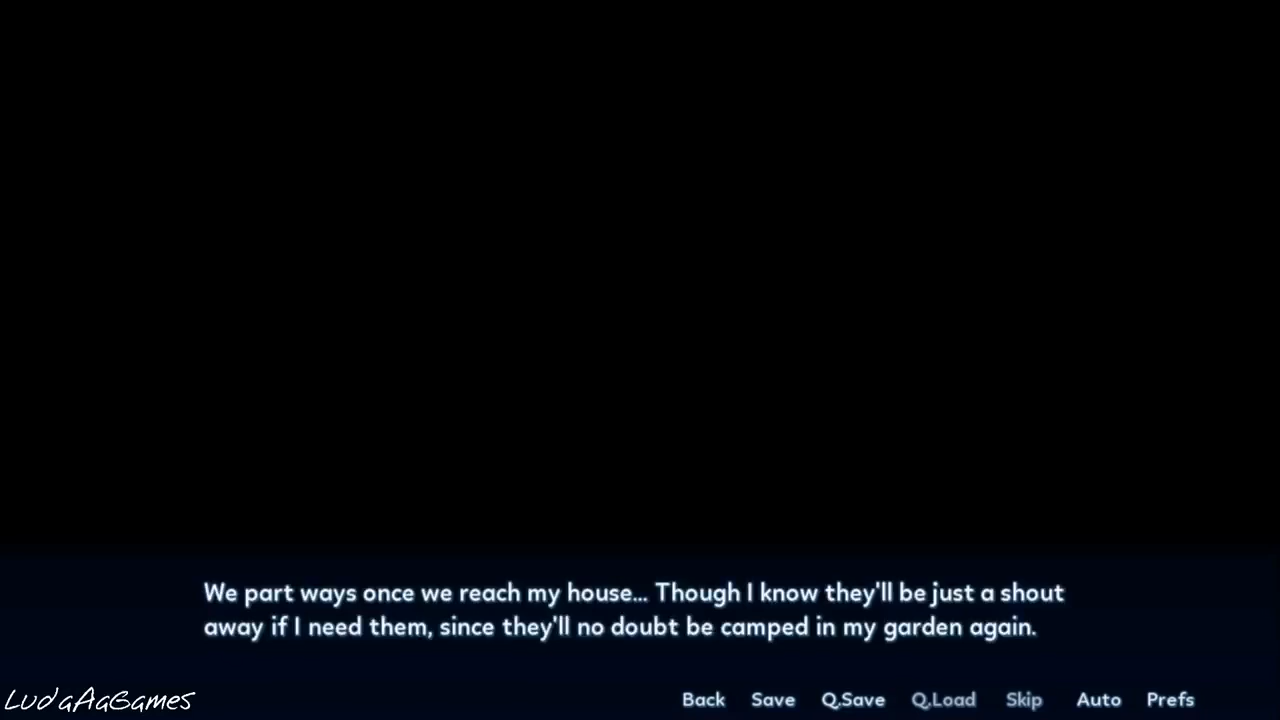 We part ways once we reach my house... Though I know they'll be just a shout
away if I need them, since they'll no doubt be camped in my garden again.
LudaAaGames
Back Save Q.Save Q.Load Skip Auto Prefs